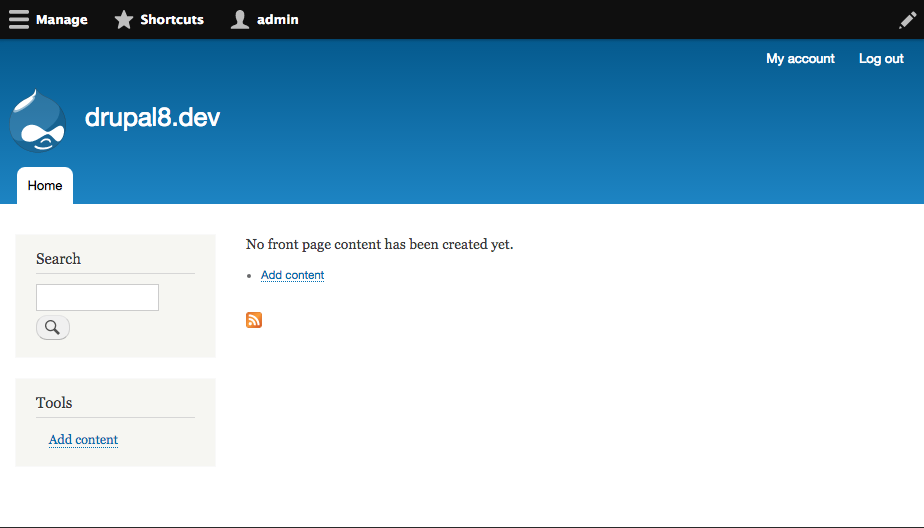 Manage Shortcuts admin
My account Log out
drupal8.dev
Home
Search
Tools
Add content
No front page content has been created yet.
Add content